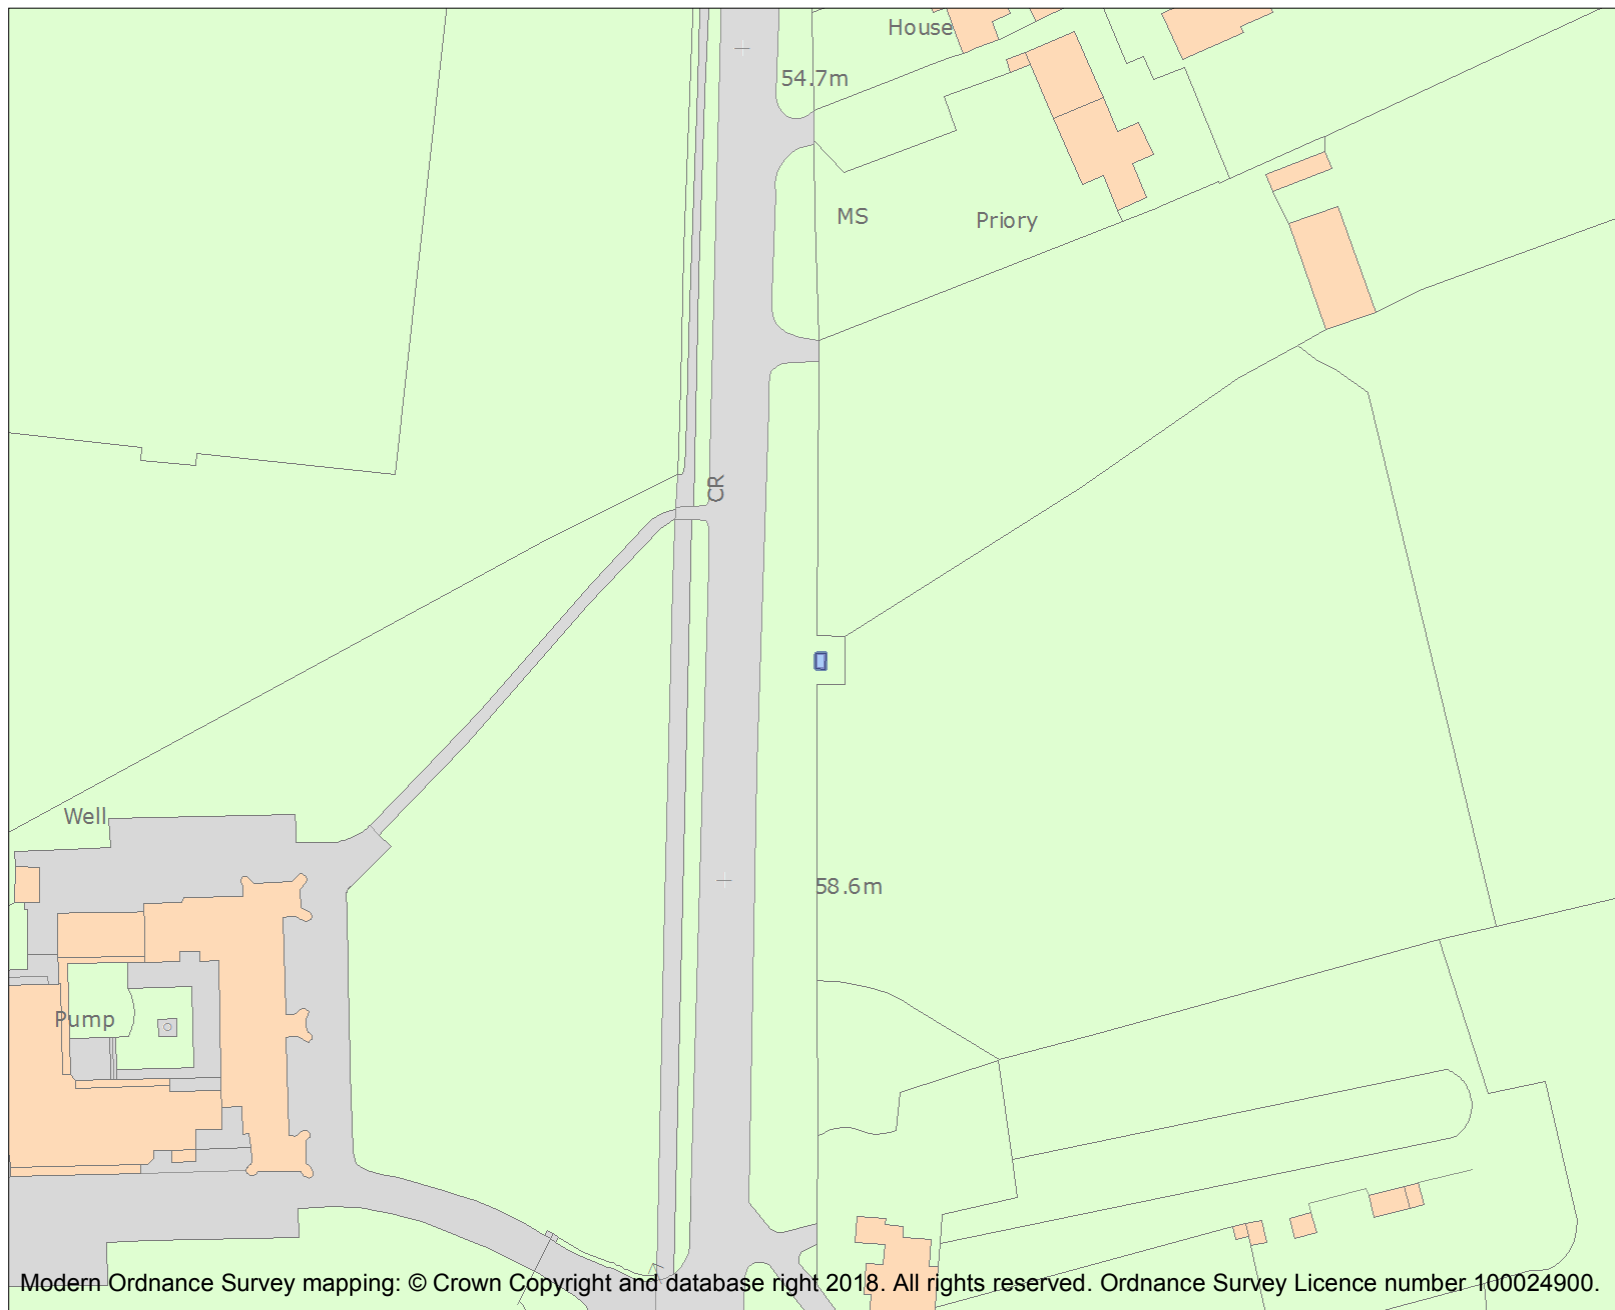 House
54.7m
MS
Priory
CR
Well
58.6m
Pump
Modern Ordnance Survey mapping: © Crown Copyright and database right 2018. All rights reserved. Ordnance Survey Licence number 100024900.